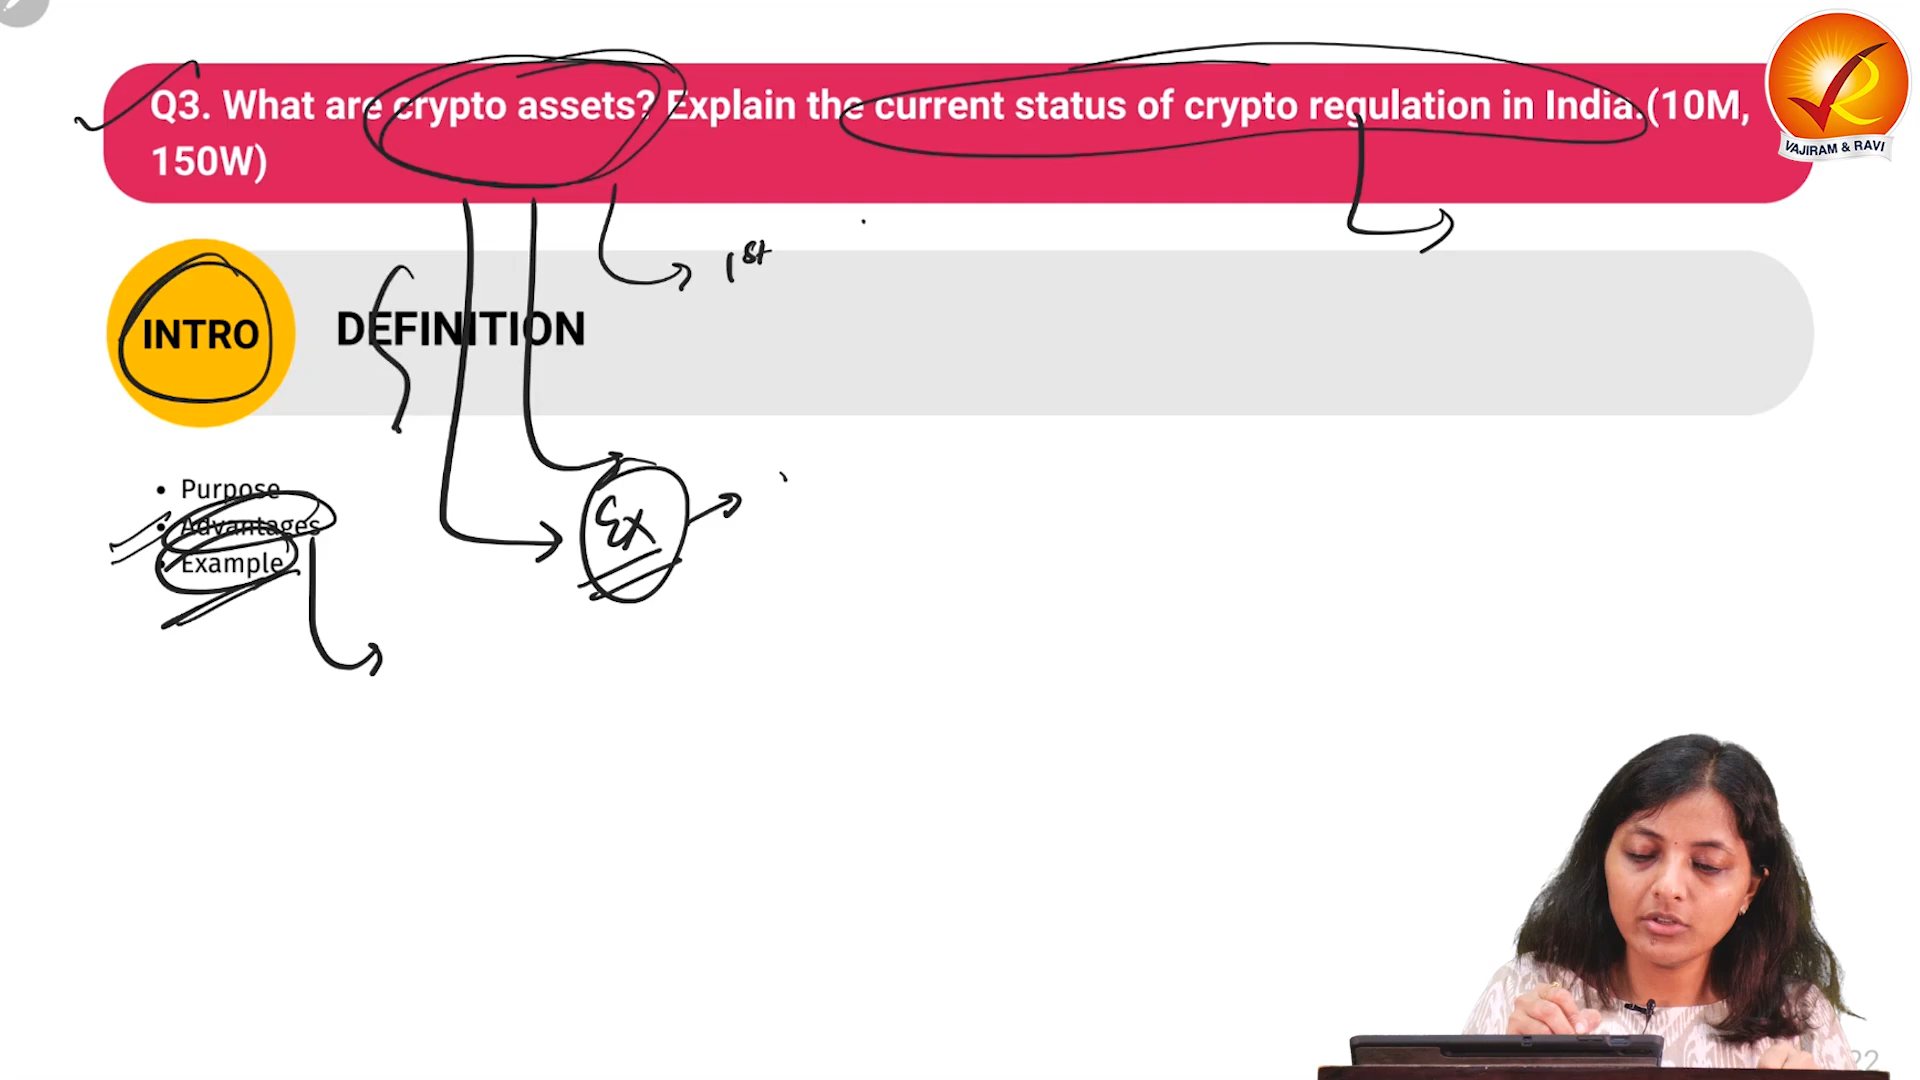 Q3. What are crypto assets? Explain the current status of crypto regulation in India.(10M,
150W)
VAJIRAM & RAVI
1st
INTRO
DEFINITION
• Purpose
• Advantages
• Example
Ex
22